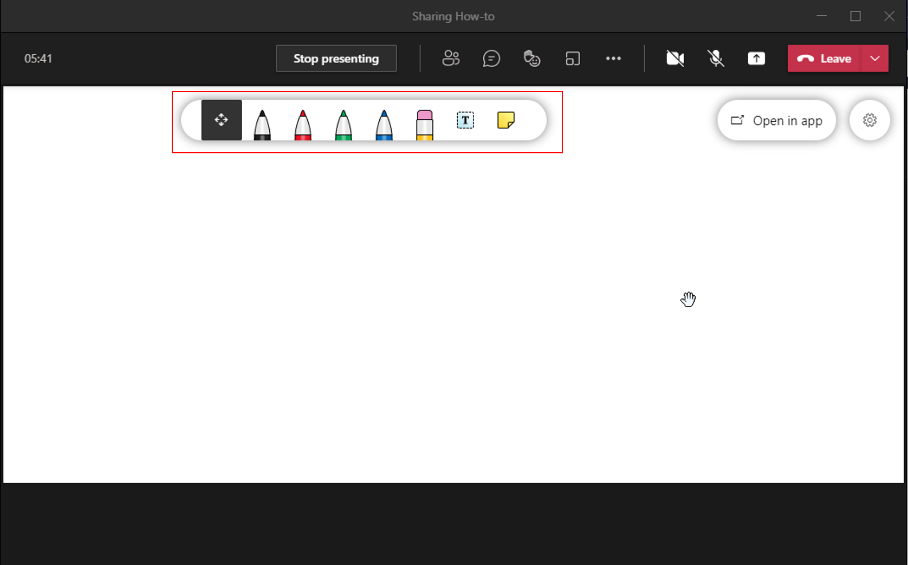 Sharing How-to
05:41
Stop presenting
Leave
T
Open in app